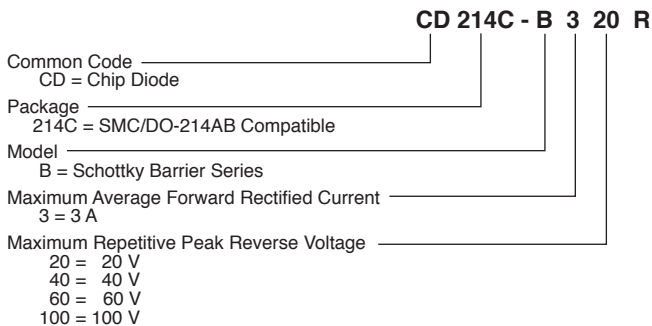 CD 214C - B 3 20 R
Common Code
CD = Chip Diode
Package
214C = SMC/DO-214AB Compatible
Model
B = Schottky Barrier Series
Maximum Average Forward Rectified Current
3 = 3 A
Maximum Repetitive Peak Reverse Voltage
20 = 20 V
40 = 40 V
60 = 60 V
100 = 100 V